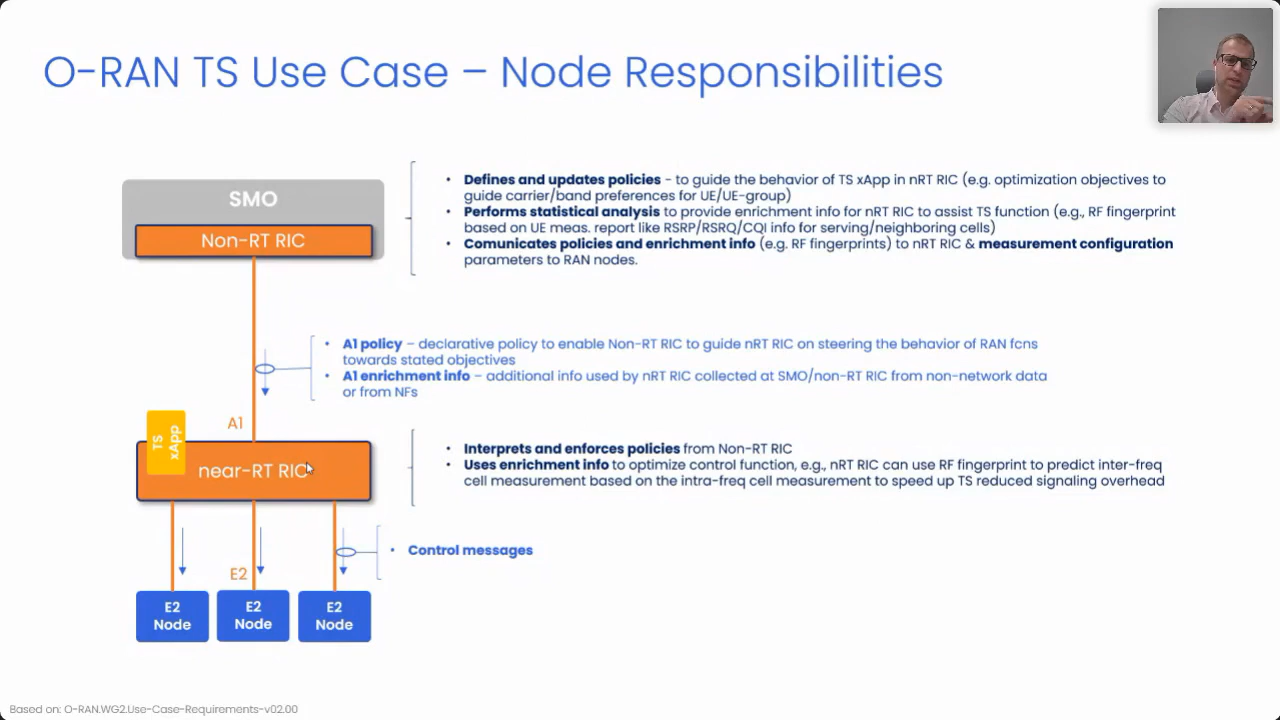 O-RAN TS Use Case – Node Responsibilities
SMO
Non-RT RIC
• Defines and updates policies - to guide the behavior of TS xApp in nRT RIC (e.g. optimization objectives to
guide carrier/band preferences for UE/UE-group)
• Performs statistical analysis to provide enrichment info for nRT RIC to assist TS function (e.g., RF fingerprint
based on UE meas. report like RSRP/RSRQ/CQI info for serving/neighboring cells)
• Comunicates policies and enrichment info (e.g. RF fingerprints) to nRT RIC & measurement configuration
parameters to RAN nodes.
• A1 policy – declarative policy to enable Non-RT RIC to guide nRT RIC on steering the behavior of RAN fcns
towards stated objectives
• A1 enrichment info – additional info used by nRT RIC collected at SMO/non-RT RIC from non-network data
or from NFs
A1
TS
xApp
near-RT RIC
• Interprets and enforces policies from Non-RT RIC
• Uses enrichment info to optimize control function, e.g., nRT RIC can use RF fingerprint to predict inter-freq
cell measurement based on the intra-freq cell measurement to speed up TS reduced signaling overhead
• Control messages
E2
E2
Node
E2
Node
E2
Node
Based on: O-RAN.WG2.Use-Case-Requirements-v02.00